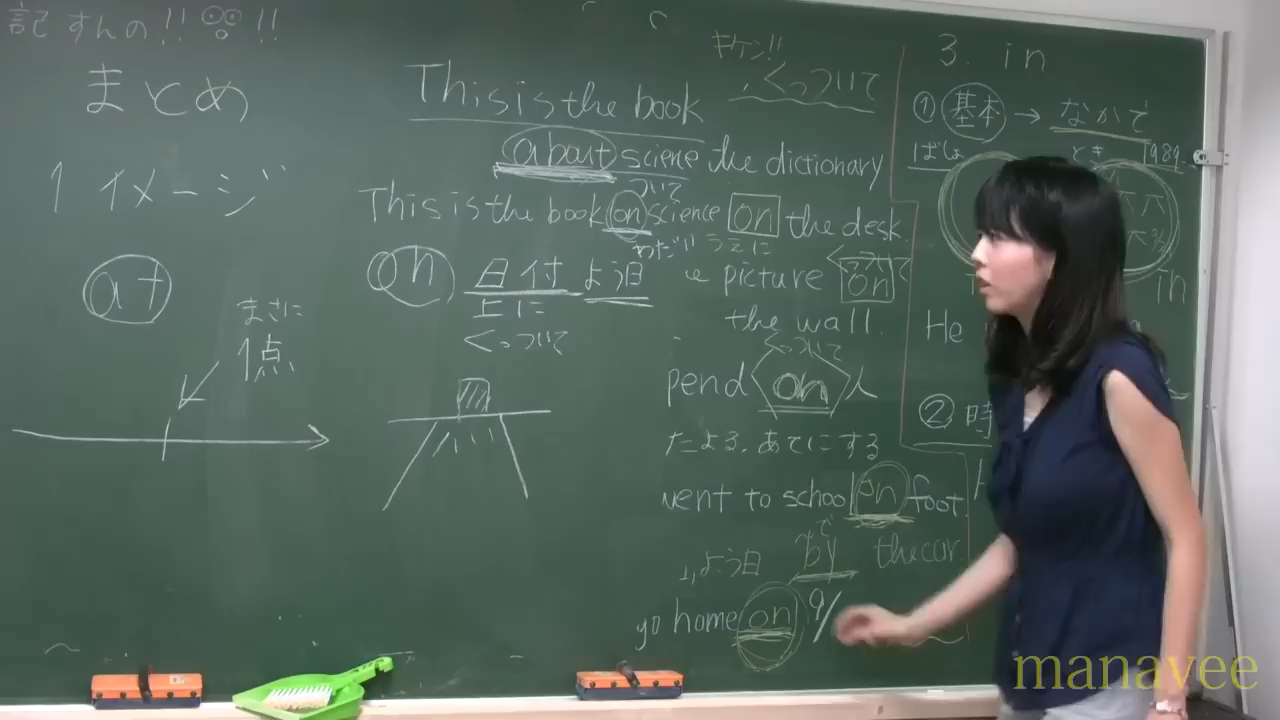 記 すんの!! !!
まとめ
1 イメージ
at
まさに
1点
キケン!!
くっついて
This is the book
about sciene the dictionary
ついて
This is the book on science on the desk
うえに
on 日付 よう日
上に
くっついて
picture on
the wall.
くっついて
pend on 人
たよる、あてにする
went to school on foot.
で
よう日 by the car
go home on 9/
3. in
① 基本 → なかで
ばしょ とき 1989
in
He
② 時
manavee